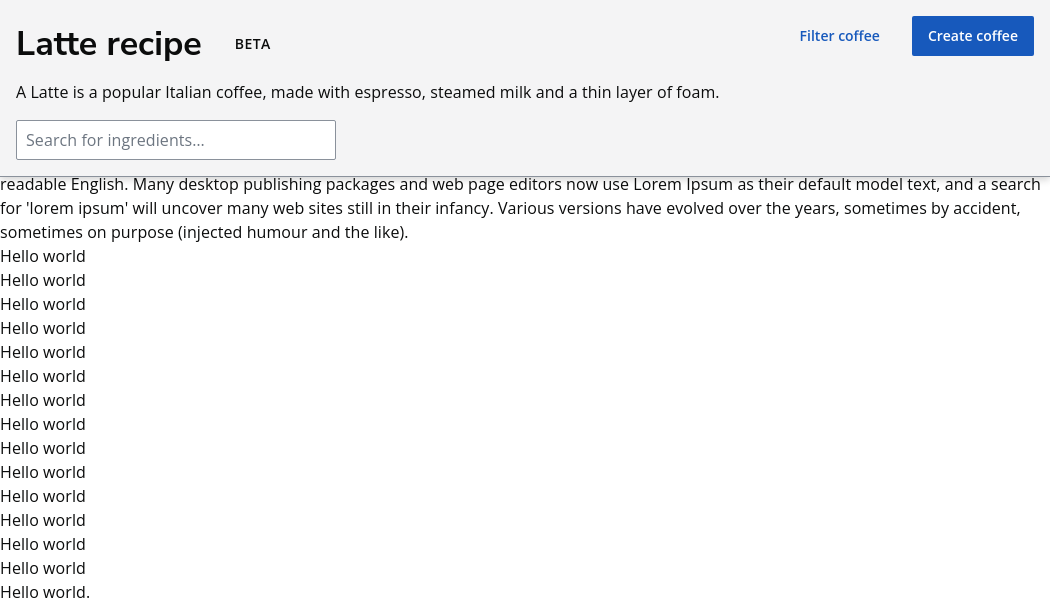 Latte recipe BETA Filter coffee Create coffee
A Latte is a popular Italian coffee, made with espresso, steamed milk and a thin layer of foam.
Search for ingredients...
readable English. Many desktop publishing packages and web page editors now use Lorem Ipsum as their default model text, and a search
for 'lorem ipsum' will uncover many web sites still in their infancy. Various versions have evolved over the years, sometimes by accident,
sometimes on purpose (injected humour and the like).
Hello world
Hello world
Hello world
Hello world
Hello world
Hello world
Hello world
Hello world
Hello world
Hello world
Hello world
Hello world
Hello world
Hello world
Hello world.